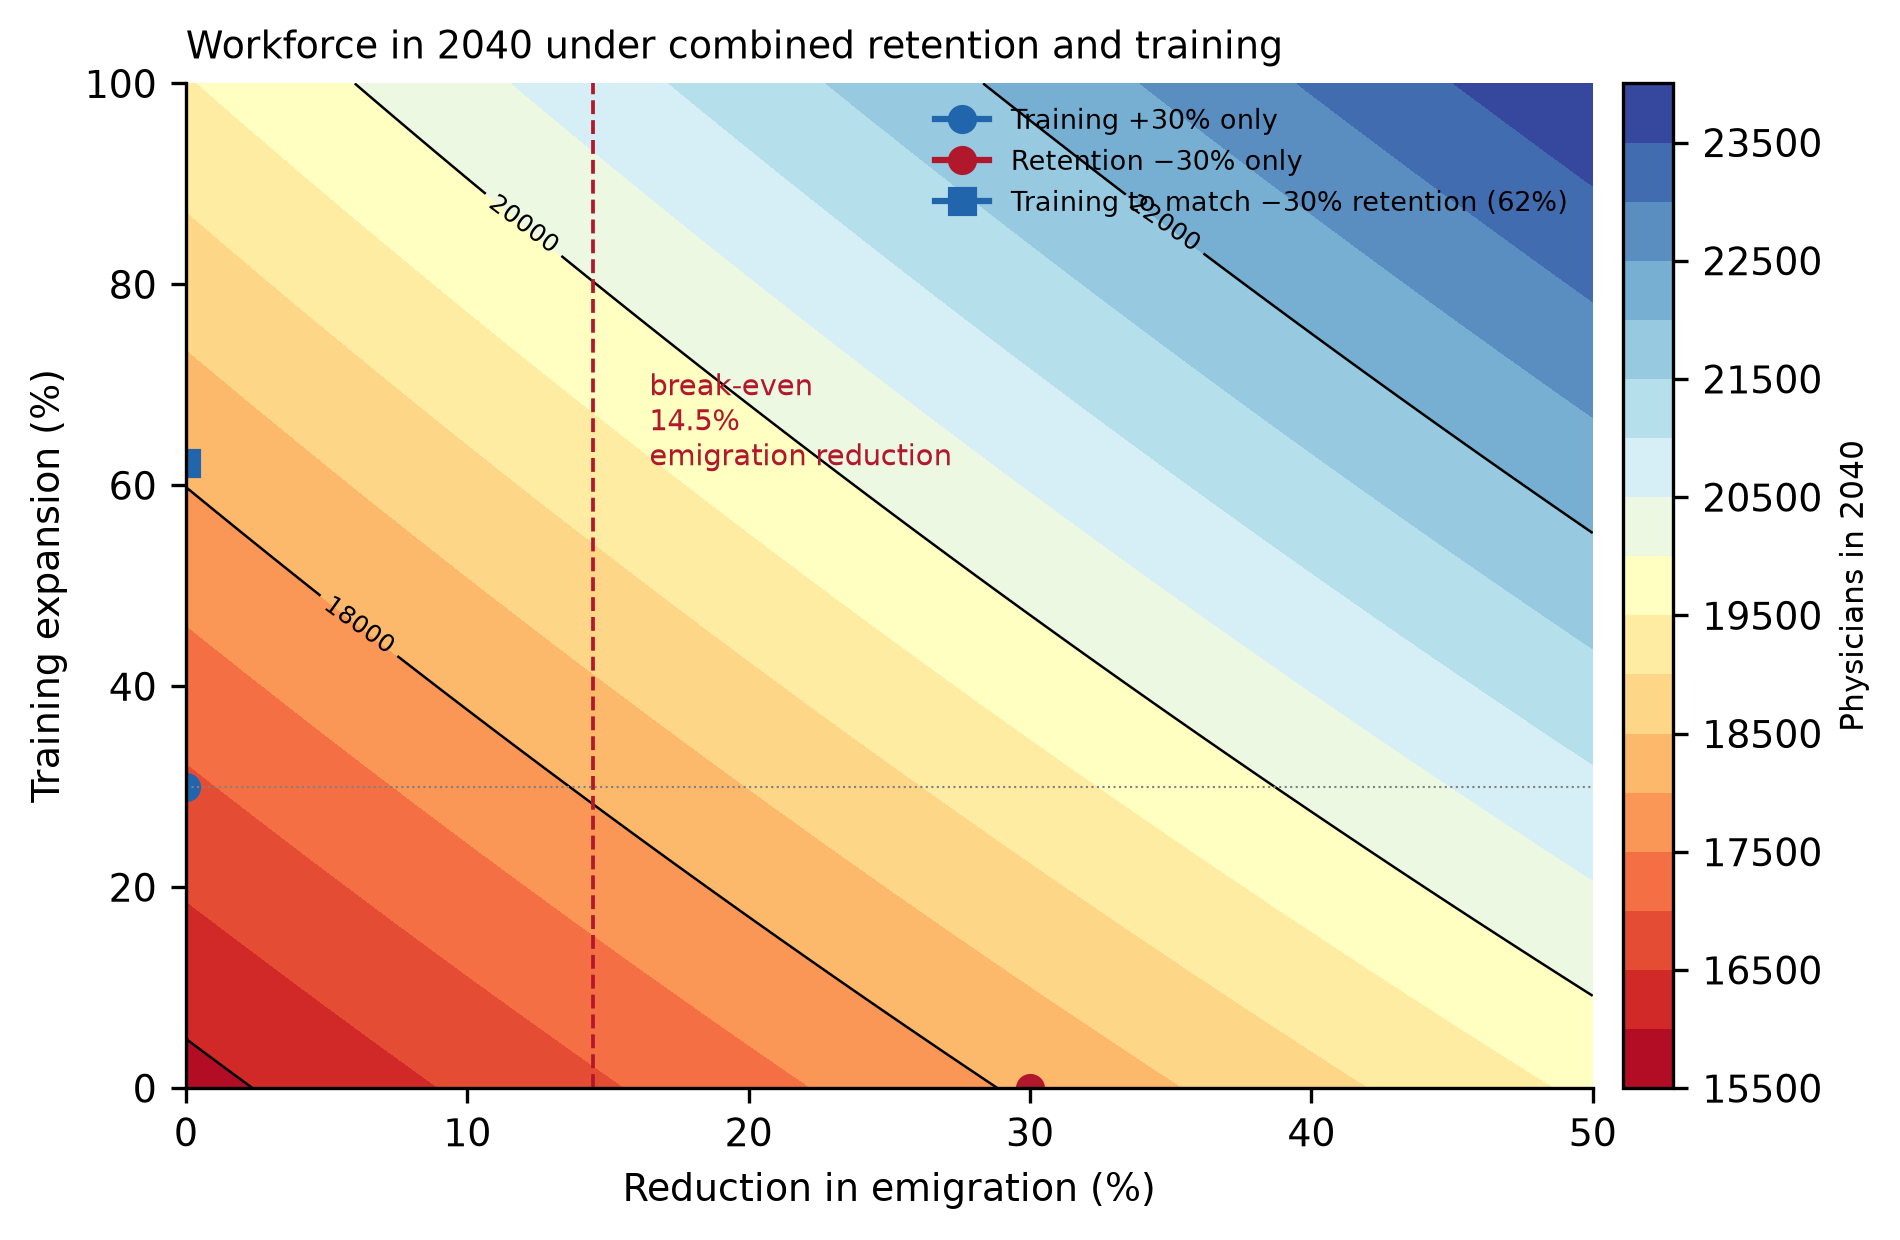 Workforce in 2040 under combined retention and training
Training expansion (%)
100
80
60
40
20
0
Training +30% only
Retention −30% only
Training to match −30% retention (62%)
20000
22000
18000
break-even
14.5%
emigration reduction
0
10
20
30
40
50
Reduction in emigration (%)
23500
22500
21500
20500
19500
18500
17500
16500
15500
Physicians in 2040